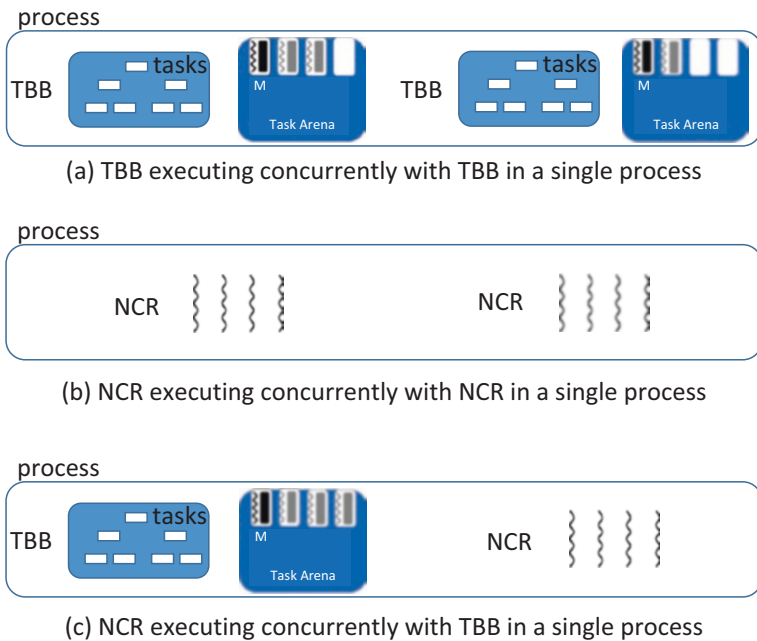 process
TBB tasks M Task Arena TBB tasks M Task Arena
(a) TBB executing concurrently with TBB in a single process
process
NCR NCR
(b) NCR executing concurrently with NCR in a single process
process
TBB tasks M Task Arena NCR
(c) NCR executing concurrently with TBB in a single process